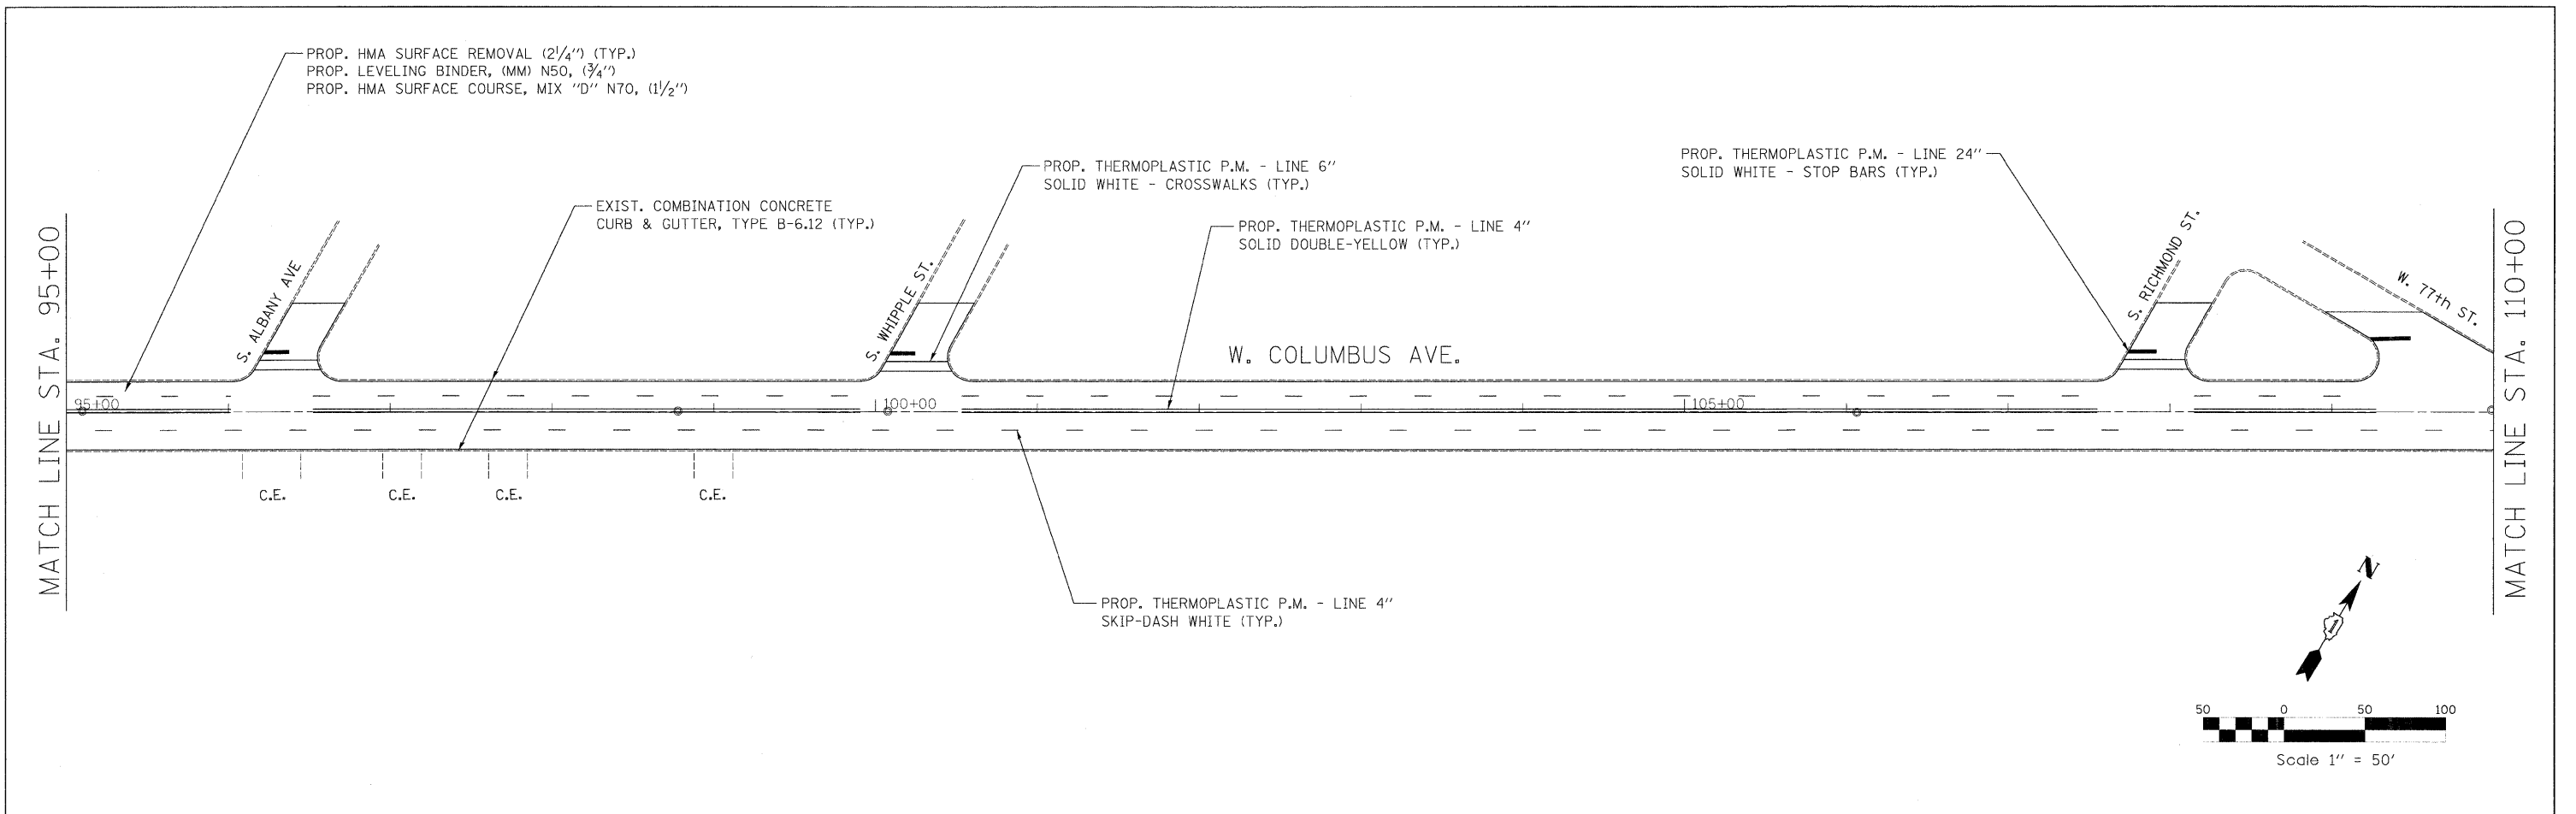 PROP. HMA SURFACE REMOVAL (2 1/4") (TYP.)
PROP. LEVELING BINDER, (MM) N50, (3/4")
PROP. HMA SURFACE COURSE, MIX "D" N70, (1 1/2")
EXIST. COMBINATION CONCRETE
CURB & GUTTER, TYPE B-6.12 (TYP.)
PROP. THERMOPLASTIC P.M. - LINE 6"
SOLID WHITE - CROSSWALKS (TYP.)
PROP. THERMOPLASTIC P.M. - LINE 4"
SOLID DOUBLE-YELLOW (TYP.)
PROP. THERMOPLASTIC P.M. - LINE 24"
SOLID WHITE - STOP BARS (TYP.)
MATCH LINE STA. 95+00
S. ALBANY AVE
S. WHIPPLE ST.
W. COLUMBUS AVE.
S. RICHMOND ST.
W. 77th ST.
MATCH LINE STA. 110+00
95+00
100+00
105+00
C.E.
C.E.
C.E.
C.E.
PROP. THERMOPLASTIC P.M. - LINE 4"
SKIP-DASH WHITE (TYP.)
N
50 0 50 100
Scale 1" = 50'